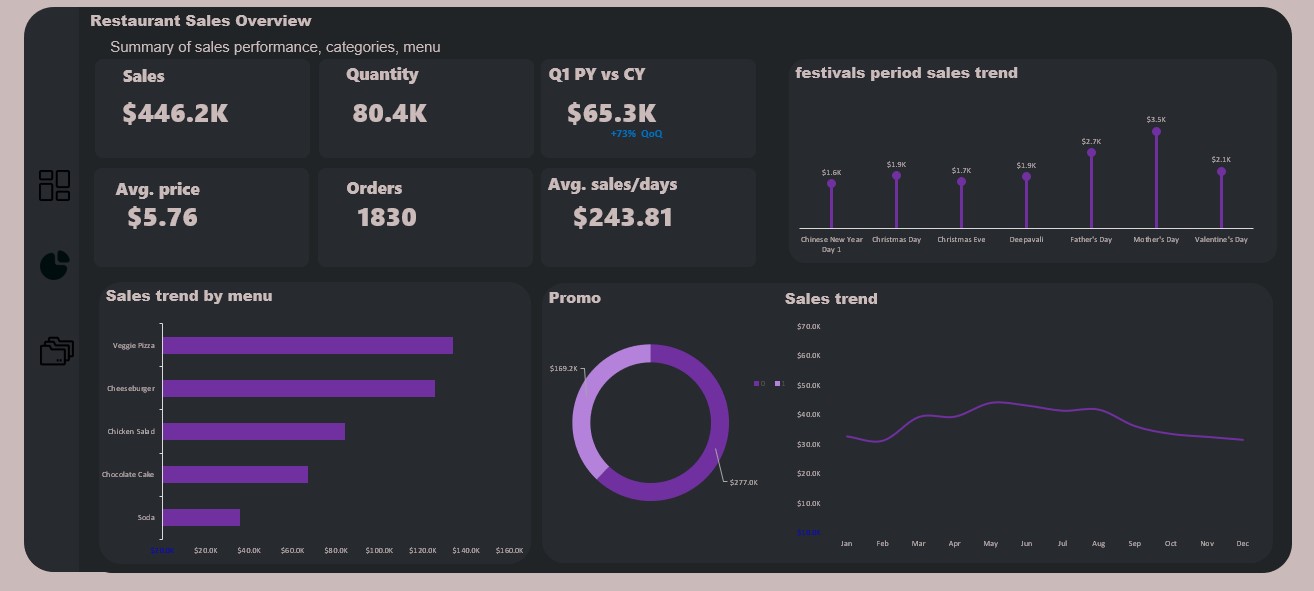 Restaurant Sales Overview
Summary of sales performance, categories, menu
Sales
$446.2K
Quantity
80.4K
Q1 PY vs CY
$65.3K
+73% QoQ
Avg. price
$5.76
Orders
1830
Avg. sales/days
$243.81
festivals period sales trend
$1.6K
$1.9K
$1.7K
$1.9K
$2.7K
$3.5K
$2.1K
Chinese New Year
Day 1
Christmas Day
Christmas Eve
Deepavali
Father's Day
Mother's Day
Valentine's Day
Sales trend by menu
Veggie Pizza
Cheeseburger
Chicken Salad
Chocolate Cake
Soda
$20.0K
$40.0K
$60.0K
$80.0K
$100.0K
$120.0K
$140.0K
$160.0K
Promo
$169.2K
$277.0K
0
1
Sales trend
$70.0K
$60.0K
$50.0K
$40.0K
$30.0K
$20.0K
$10.0K
Jan
Feb
Mar
Apr
May
Jun
Jul
Aug
Sep
Oct
Nov
Dec